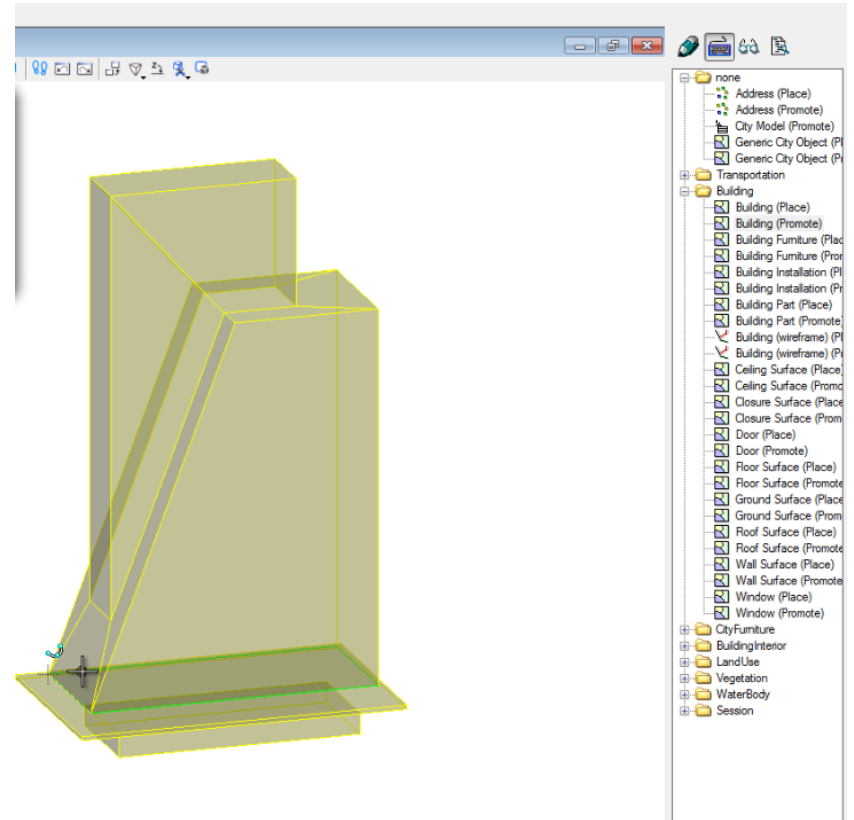 none
Address (Place)
Address (Promote)
City Model (Promote)
Generic City Object (Pl
Generic City Object (Pr
Transportation
Building
Building (Place)
Building (Promote)
Building Furniture (Plac
Building Furniture (Pror
Building Installation (Pl
Building Installation (Pr
Building Part (Place)
Building Part (Promote)
Building (wireframe) (Pl
Building (wireframe) (Pr
Ceiling Surface (Place)
Ceiling Surface (Promo
Closure Surface (Place
Closure Surface (Prom
Door (Place)
Door (Promote)
Floor Surface (Place)
Floor Surface (Promote
Ground Surface (Place
Ground Surface (Prom
Roof Surface (Place)
Roof Surface (Promote
Wall Surface (Place)
Wall Surface (Promote
Window (Place)
Window (Promote)
CityFurniture
BuildingInterior
LandUse
Vegetation
WaterBody
Session